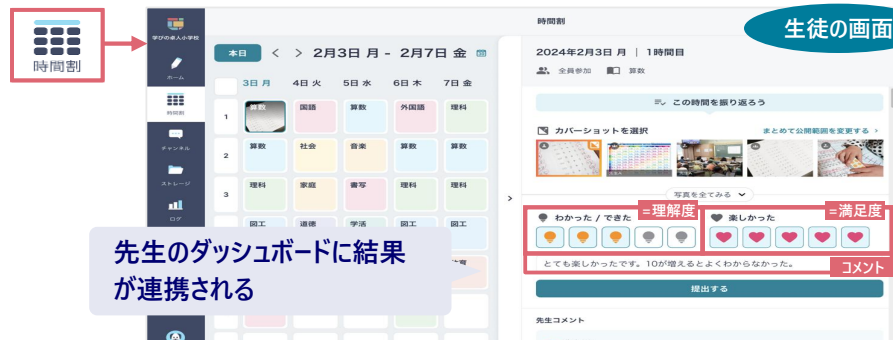 時間割
学びの卓人小学校
ホーム
時間割
チャンネル
ストレージ
ログ
本日 < > 2月3日 月 - 2月7日 金
3日 月 4日 火 5日 水 6日 木 7日 金
1 算数 国語 算数 外国語 理科
2 算数 社会 音楽 算数 算数
3 理科 家庭 書写 理科 理科
図工 道徳 学活 図工 図工
先生のダッシュボードに結果
が連携される
時間割
生徒の画面
2024年2月3日 月 | 1時間目
全員参加 算数
この時間を振り返ろう
カバーショットを選択 まとめて公開範囲を変更する >
写真を全てみる
わかった / できた =理解度 楽しかった =満足度
とても楽しかったです。10が増えるとよくわからなかった。
コメント
提出する
先生コメント